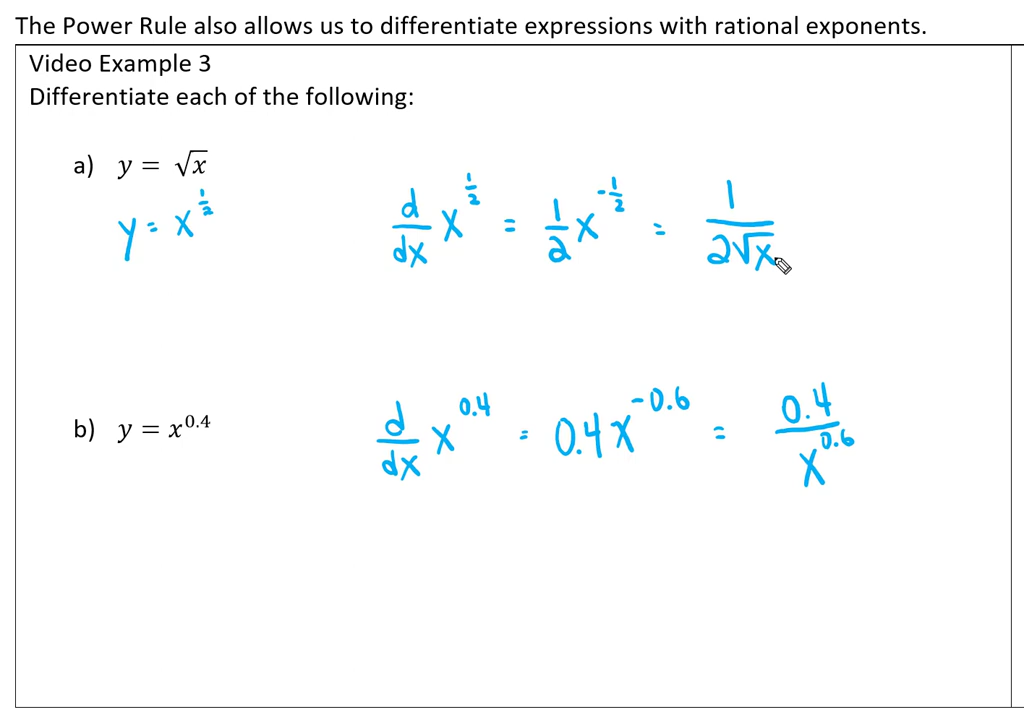 The Power Rule also allows us to differentiate expressions with rational exponents.
Video Example 3
Differentiate each of the following:
a) y = √x
y = x^{1/2}    d/dx x^{1/2} = 1/2 x^{-1/2} = 1/(2√x)
b) y = x^{0.4}    d/dx x^{0.4} = 0.4x^{-0.6} = 0.4/x^{0.6}